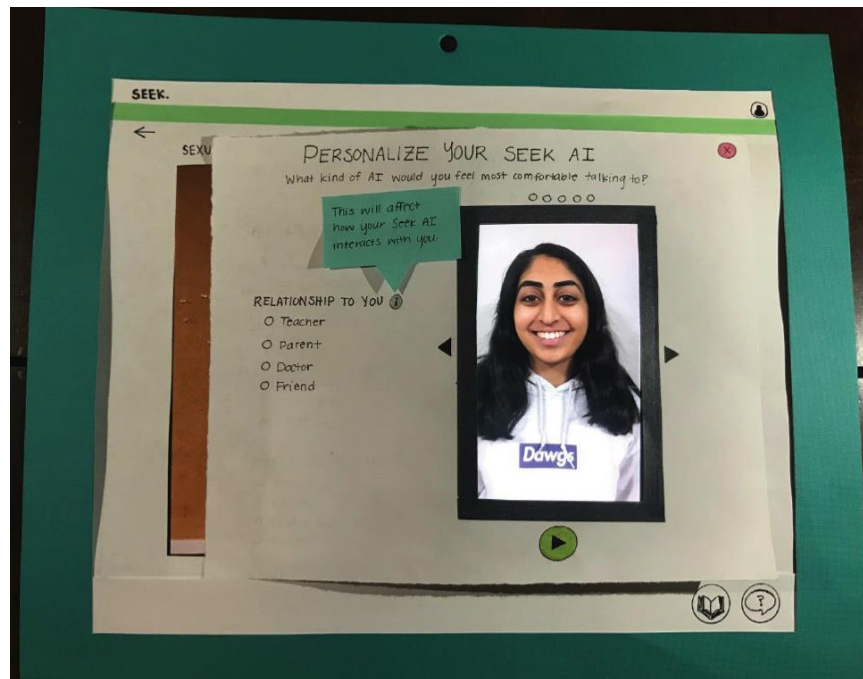 SEEK.
SEXU
PERSONALIZE YOUR SEEK AI
What kind of AI would you feel most comfortable talking to?
This will affect
how your Seek AI
interacts with you.
RELATIONSHIP TO YOU i
Teacher
Parent
Doctor
Friend
Dawgs
?